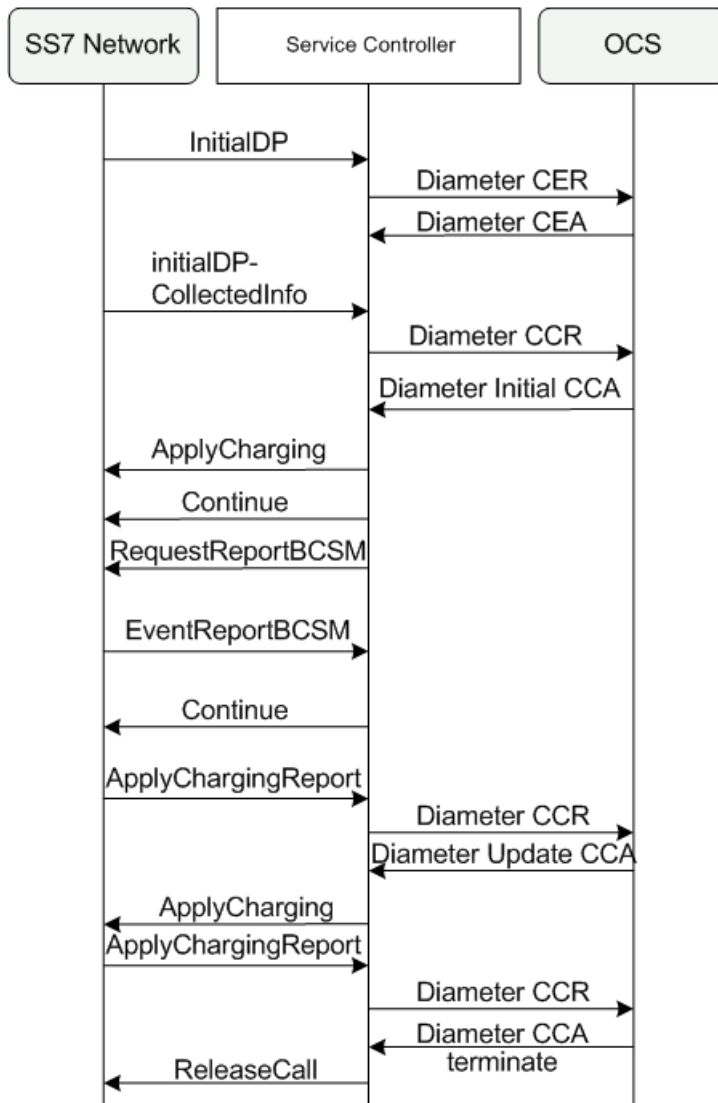 SS7 Network
Service Controller
OCS
InitialDP
Diameter CER
Diameter CEA
initialDP-
CollectedInfo
Diameter CCR
Diameter Initial CCA
ApplyCharging
Continue
RequestReportBCSM
EventReportBCSM
Continue
ApplyChargingReport
Diameter CCR
Diameter Update CCA
ApplyCharging
ApplyChargingReport
Diameter CCR
Diameter CCA
terminate
ReleaseCall